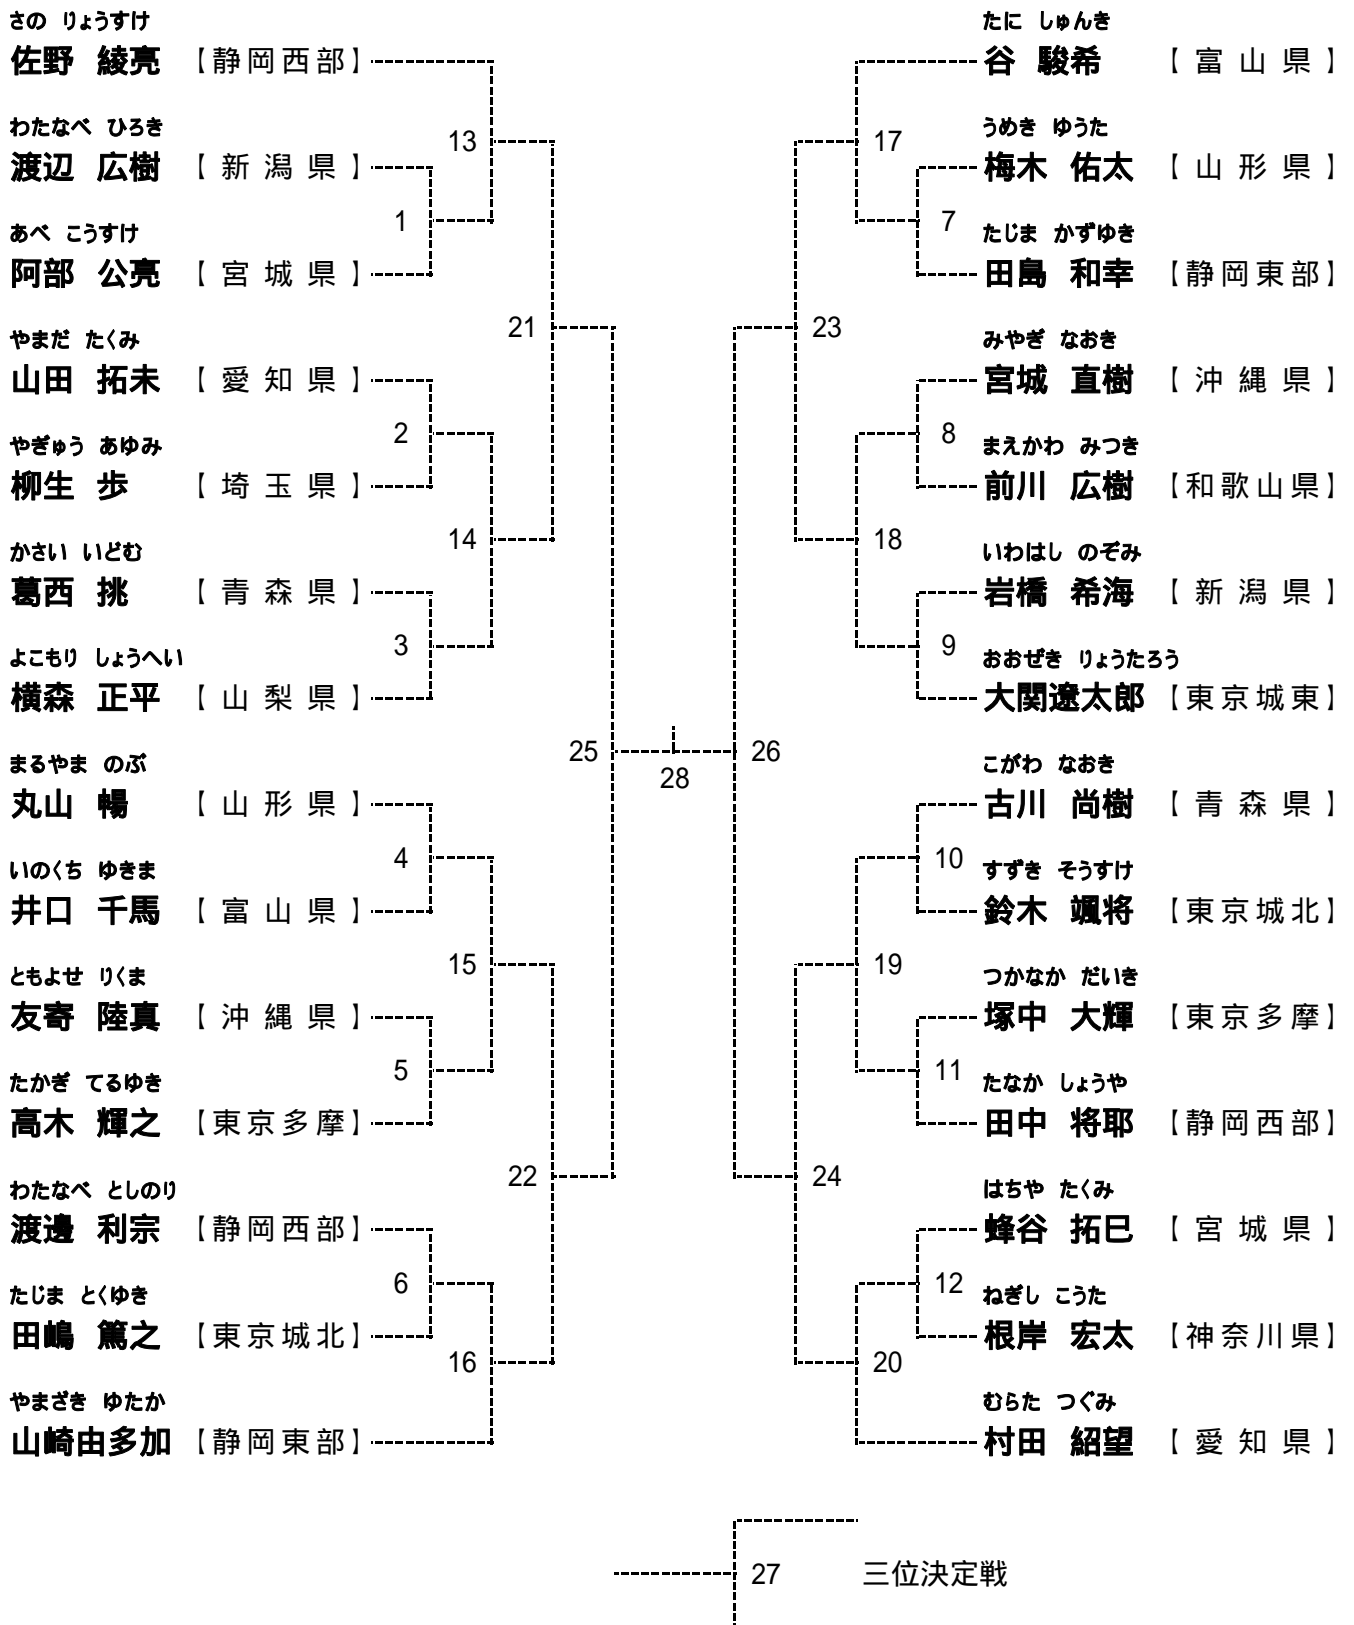 さの りょうすけ
佐野 綾亮 【静岡西部】
わたなべ ひろき
渡辺 広樹 【新潟県】
あべ こうすけ
阿部 公亮 【宮城県】
やまだ たくみ
山田 拓未 【愛知県】
やぎゅう あゆみ
柳生 歩 【埼玉県】
かさい いどむ
葛西 挑 【青森県】
よこもり しょうへい
横森 正平 【山梨県】
まるやま のぶ
丸山 暢 【山形県】
いのくち ゆきま
井口 千馬 【富山県】
ともよせ りくま
友寄 陸真 【沖縄県】
たかぎ てるゆき
高木 輝之 【東京多摩】
わたなべ としのり
渡邊 利宗 【静岡西部】
たじま とくゆき
田嶋 篤之 【東京城北】
やまざき ゆたか
山崎由多加 【静岡東部】
1
2
3
4
5
6
13
14
15
16
21
22
25
28
26
23
24
17
18
19
20
7
8
9
10
11
12
たに しゅんき
谷 駿希 【富山県】
うめき ゆうた
梅木 佑太 【山形県】
たじま かずゆき
田島 和幸 【静岡東部】
みやぎ なおき
宮城 直樹 【沖縄県】
まえかわ みつき
前川 広樹 【和歌山県】
いわはし のぞみ
岩橋 希海 【新潟県】
おおぜき りょうたろう
大関遼太郎 【東京城東】
こがわ なおき
古川 尚樹 【青森県】
すずき そうすけ
鈴木 颯将 【東京城北】
つかなか だいき
塚中 大輝 【東京多摩】
たなか しょうや
田中 将耶 【静岡西部】
はちや たくみ
蜂谷 拓巳 【宮城県】
ねぎし こうた
根岸 宏太 【神奈川県】
むらた つぐみ
村田 紹望 【愛知県】
27 三位決定戦